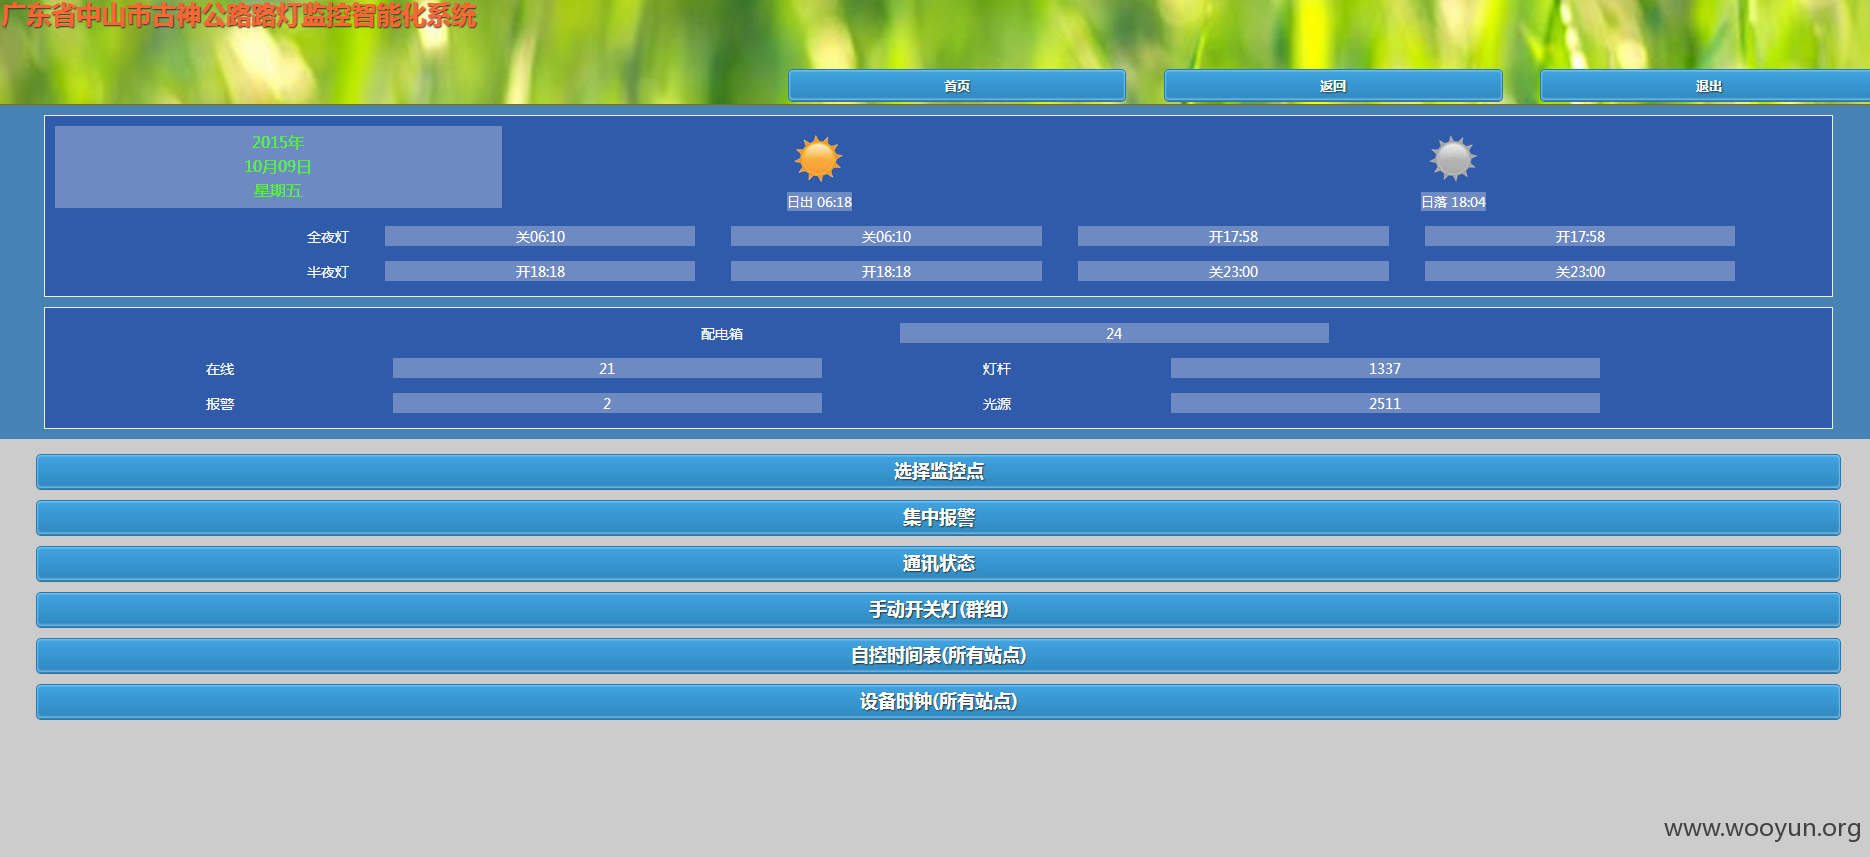 广东省中山市古神公路路灯监控智能化系统
首页 返回 退出
2015年
10月09日
星期五
日出 06:18 日落 18:04
全夜灯 关06:10 关06:10 开17:58 开17:58
半夜灯 开18:18 开18:18 关23:00 关23:00
配电箱 24
在线 21 灯杆 1337
报警 2 光源 2511
选择监控点
集中报警
通讯状态
手动开关灯(群组)
自控时间表(所有站点)
设备时钟(所有站点)
www.wooyun.org